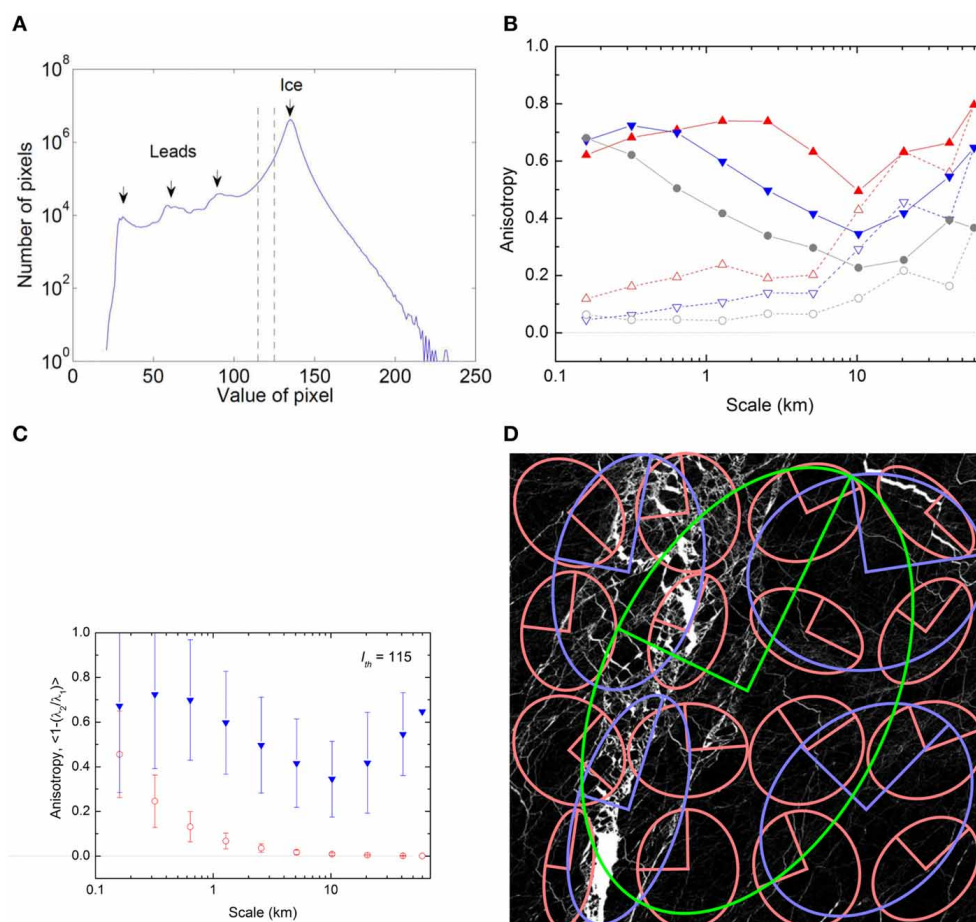 A
Number of pixels
10^8
10^6
10^4
10^2
10^0
Leads
Ice
0
50
100
150
200
250
Value of pixel
B
Anisotropy
1.0
0.8
0.6
0.4
0.2
0.0
0.1
1
10
Scale (km)
C
Anisotropy, <1-(λ2/λ1)>
1.0
0.8
0.6
0.4
0.2
0.0
I_th = 115
0.1
1
10
Scale (km)
D